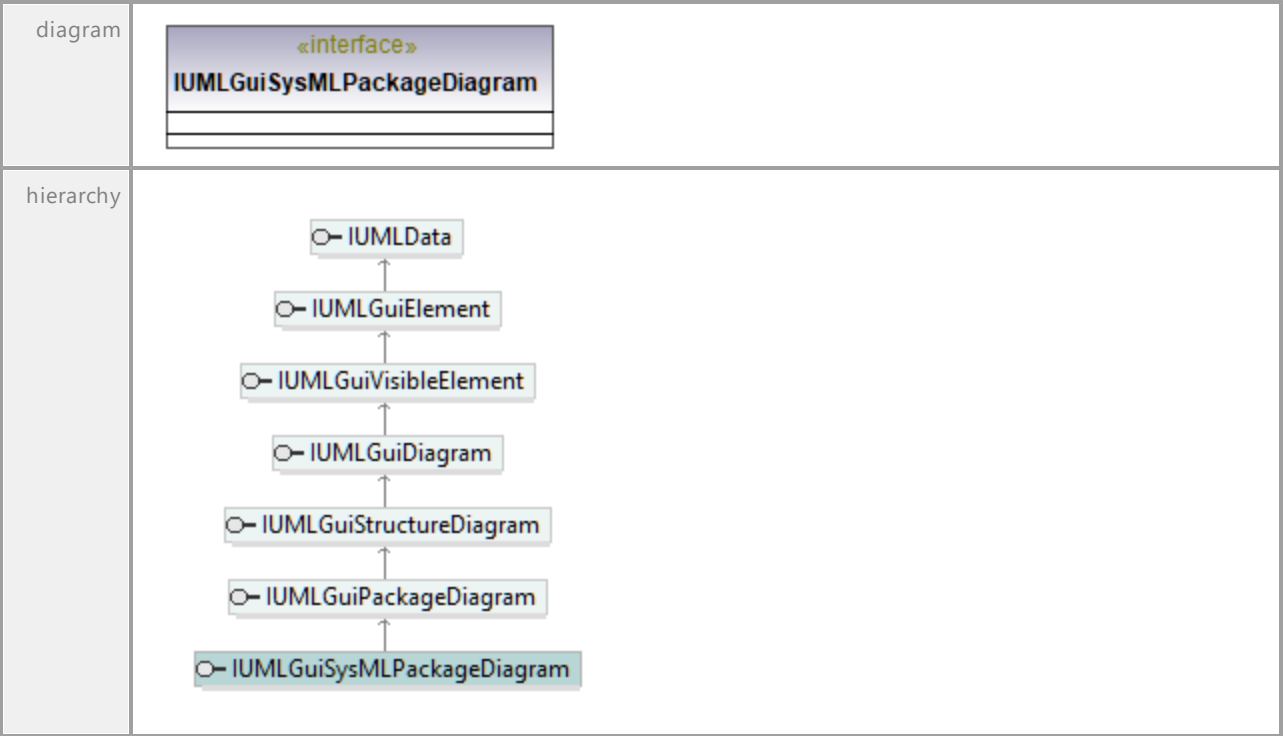 diagram
«interface»
IUMLGuiSysMLPackageDiagram
hierarchy
IUMLData
IUMLGuiElement
IUMLGuiVisibleElement
IUMLGuiDiagram
IUMLGuiStructureDiagram
IUMLGuiPackageDiagram
IUMLGuiSysMLPackageDiagram